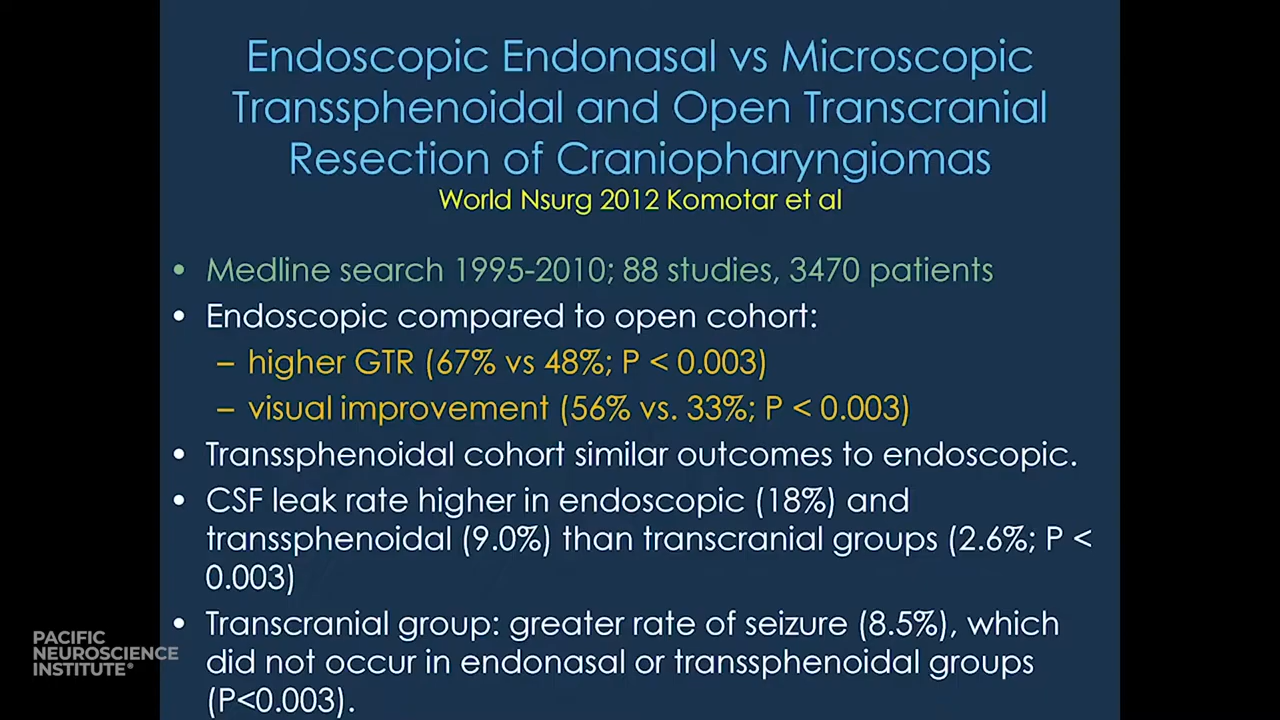 Endoscopic Endonasal vs Microscopic
Transsphenoidal and Open Transcranial
Resection of Craniopharyngiomas
World Nsurg 2012 Komotar et al
• Medline search 1995-2010; 88 studies, 3470 patients
• Endoscopic compared to open cohort:
– higher GTR (67% vs 48%; P < 0.003)
– visual improvement (56% vs. 33%; P < 0.003)
• Transsphenoidal cohort similar outcomes to endoscopic.
• CSF leak rate higher in endoscopic (18%) and
transsphenoidal (9.0%) than transcranial groups (2.6%; P <
0.003)
• Transcranial group: greater rate of seizure (8.5%), which
did not occur in endonasal or transsphenoidal groups
(P<0.003).
PACIFIC
NEUROSCIENCE
INSTITUTE®